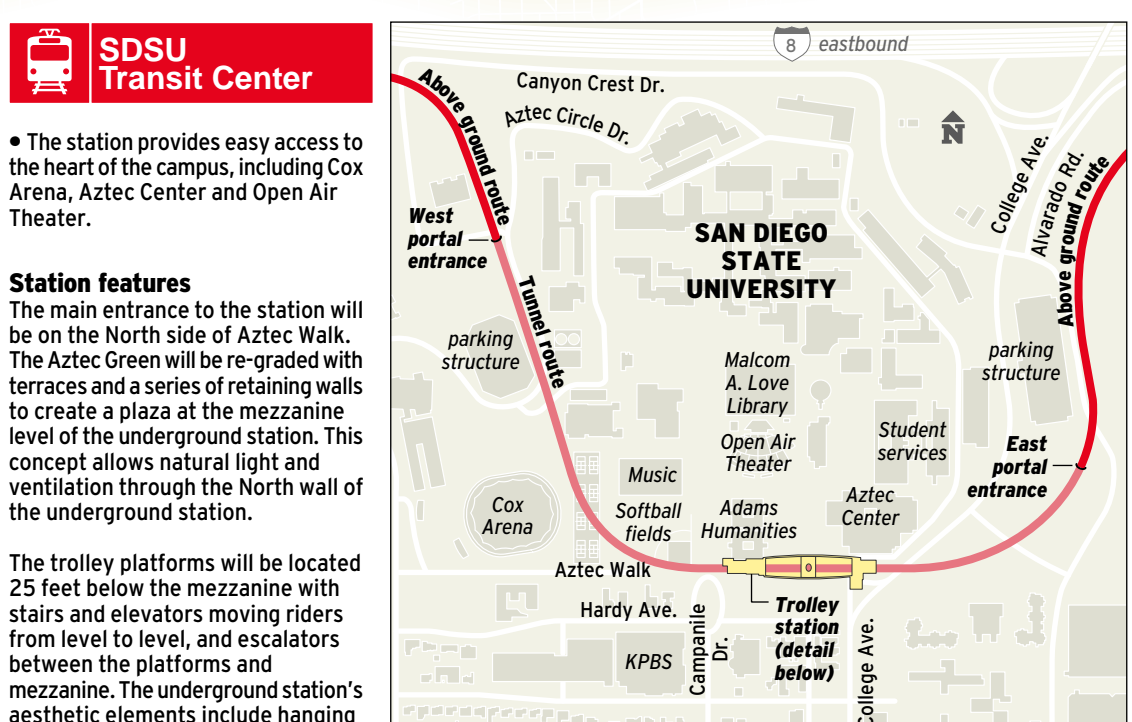 SDSU
Transit Center
• The station provides easy access to
the heart of the campus, including Cox
Arena, Aztec Center and Open Air
Theater.
Station features
The main entrance to the station will
be on the North side of Aztec Walk.
The Aztec Green will be re-graded with
terraces and a series of retaining walls
to create a plaza at the mezzanine
level of the underground station. This
concept allows natural light and
ventilation through the North wall of
the underground station.
The trolley platforms will be located
25 feet below the mezzanine with
stairs and elevators moving riders
from level to level, and escalators
between the platforms and
mezzanine. The underground station's
aesthetic elements include hanging
8
eastbound
Canyon Crest Dr.
Aztec Circle Dr.
Above ground route
N
College Ave.
Alvarado Rd.
Above ground route
West
portal
entrance
SAN DIEGO
STATE
UNIVERSITY
Tunnel route
parking
structure
Malcom
A. Love
Library
parking
structure
Open Air
Theater
Student
services
East
portal
entrance
Music
Cox
Arena
Softball
fields
Adams
Humanities
Aztec
Center
Aztec Walk
Hardy Ave.
Campanile
Dr.
Trolley
station
(detail
below)
College Ave.
KPBS